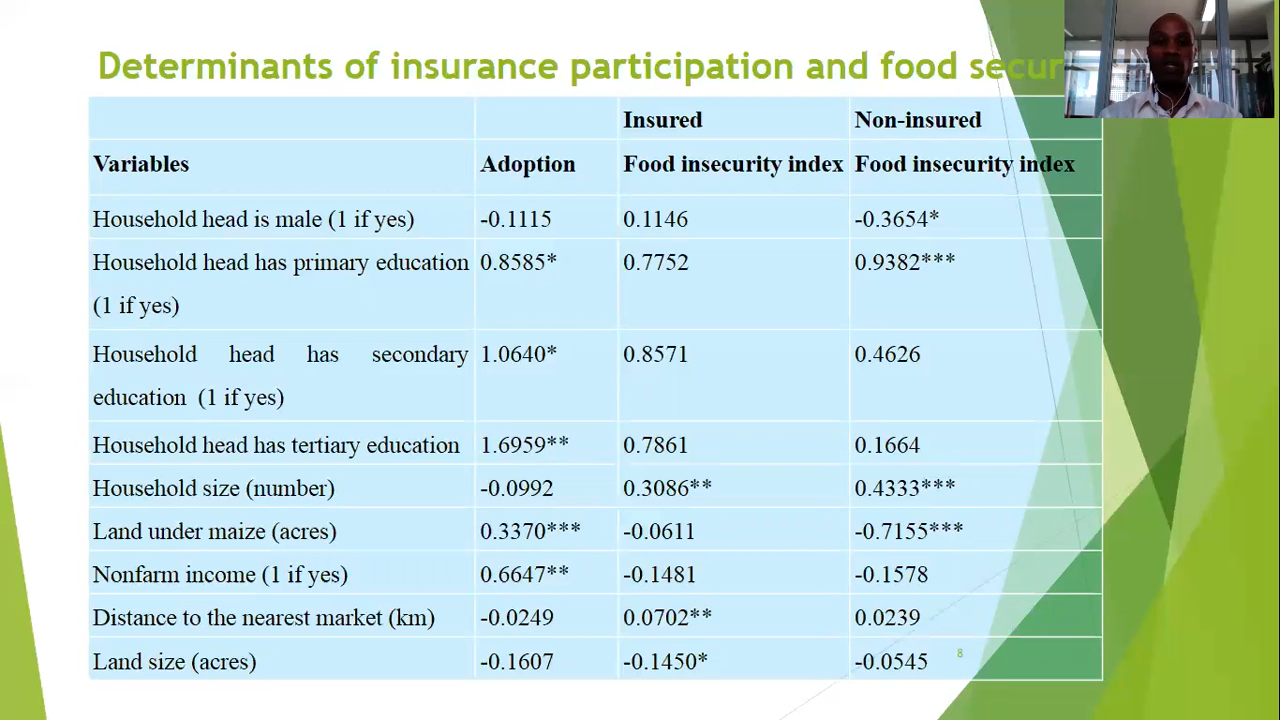 Determinants of insurance participation and food secur
Insured Non-insured
Variables Adoption Food insecurity index Food insecurity index
Household head is male (1 if yes) -0.1115 0.1146 -0.3654*
Household head has primary education 0.8585* 0.7752 0.9382***
(1 if yes)
Household head has secondary 1.0640* 0.8571 0.4626
education (1 if yes)
Household head has tertiary education 1.6959** 0.7861 0.1664
Household size (number) -0.0992 0.3086** 0.4333***
Land under maize (acres) 0.3370*** -0.0611 -0.7155***
Nonfarm income (1 if yes) 0.6647** -0.1481 -0.1578
Distance to the nearest market (km) -0.0249 0.0702** 0.0239
Land size (acres) -0.1607 -0.1450* -0.0545
8